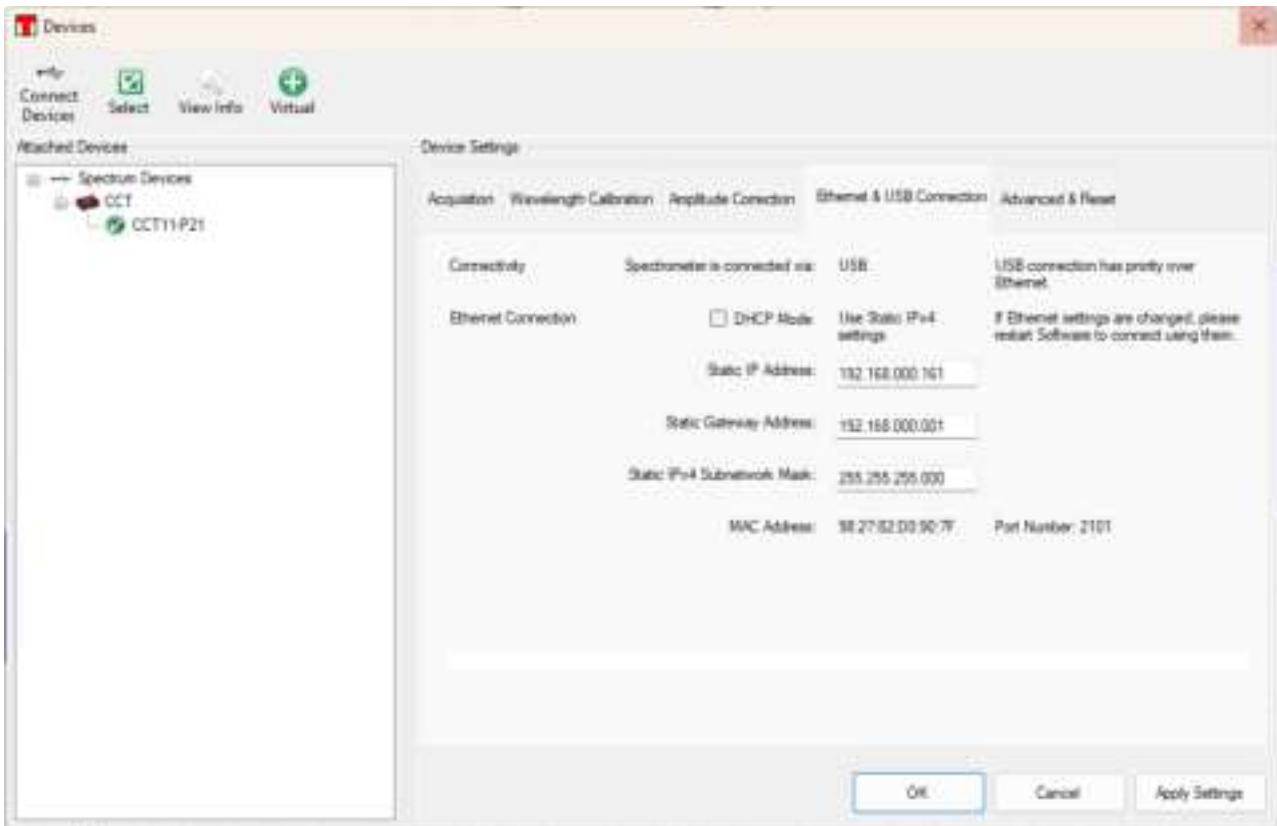 Devices
Connect
Devices
Select
View Info
Virtual
Attached Devices
Spectrum Devices
CCT
CCT11-P21
Device Settings
Acquisition
Wavelength Calibration
Amplitude Correction
Ethernet & USB Connection
Advanced & Reset
Connectivity
Spectrometer is connected via:
USB
USB connection has priority over
Ethernet.
Ethernet Connection
DHCP Mode
Use Static IPv4
settings
If Ethernet settings are changed, please
restart Software to connect using them.
Static IP Address:
192.168.000.161
Static Gateway Address:
192.168.000.001
Static IPv4 Subnetwork Mask:
255.255.255.000
MAC Address:
Port Number: 2101
OK
Cancel
Apply Settings